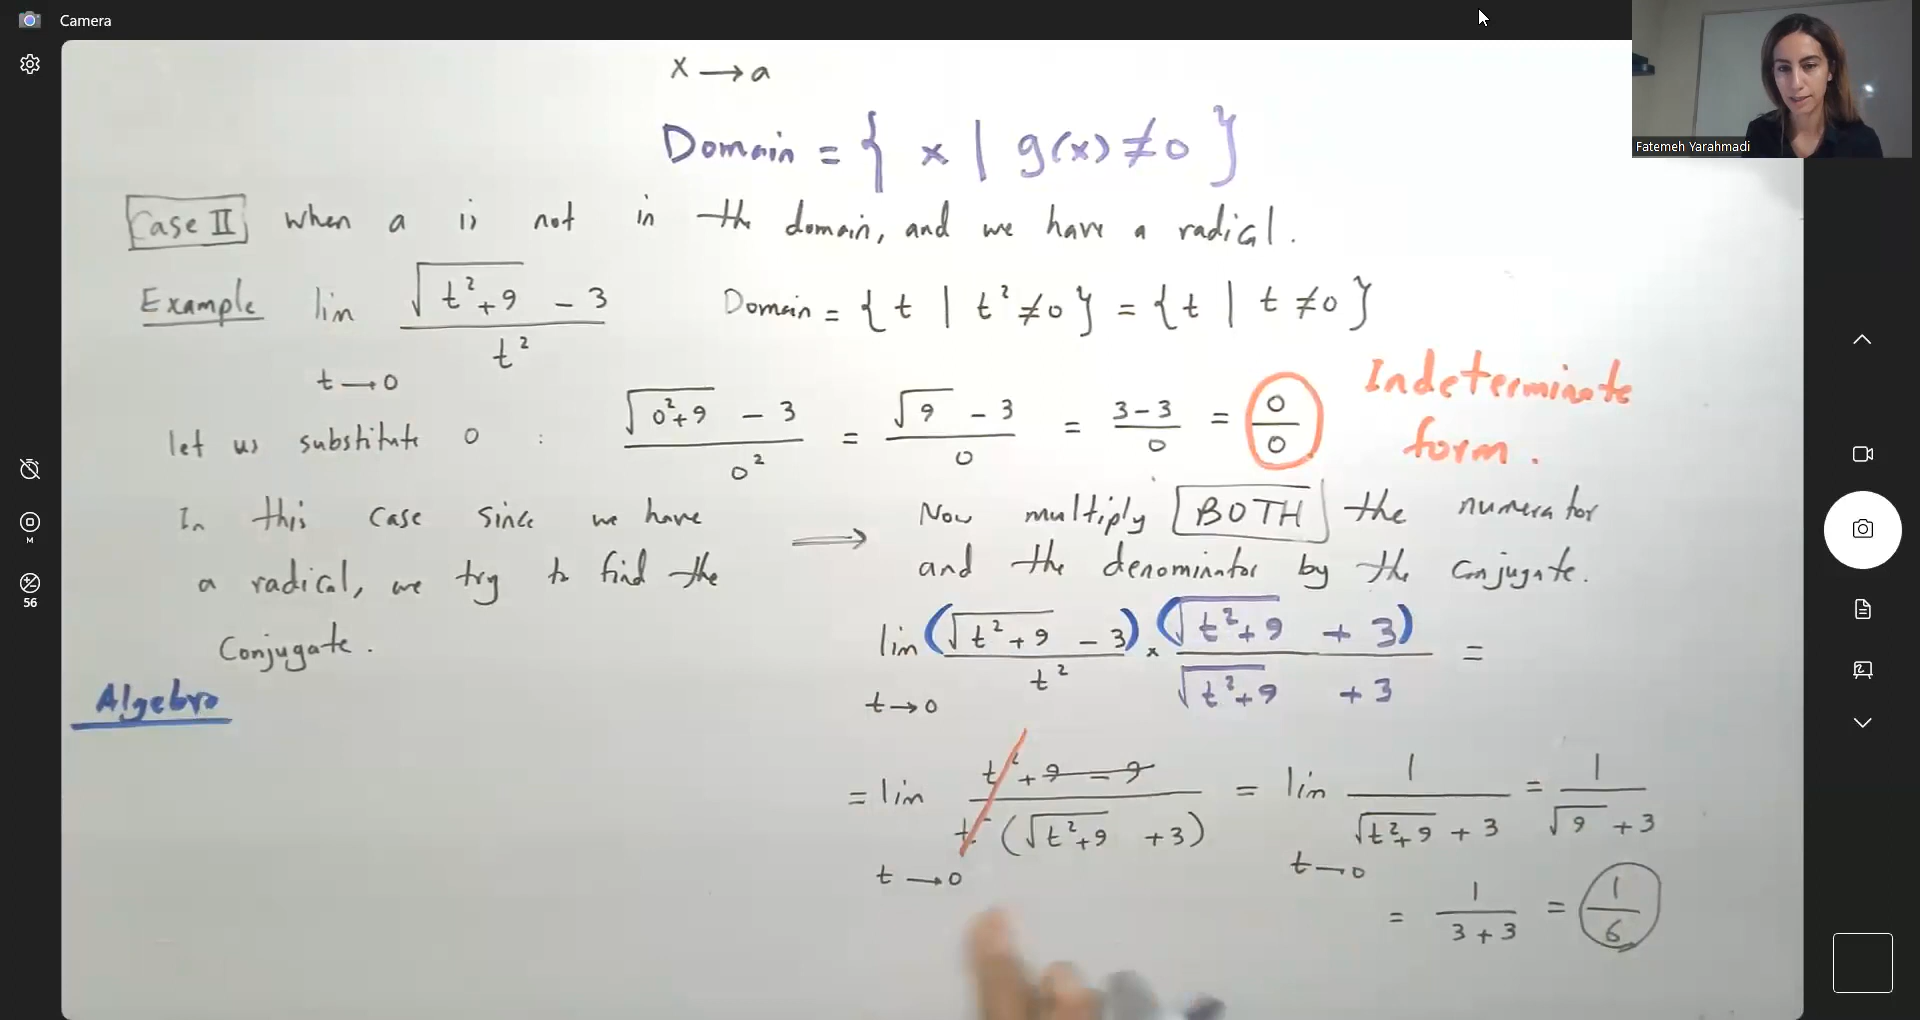 Camera
x → a
Domain = { x | g(x) ≠ 0 }
Fatemeh Yarahmadi
Case II when a is not in the domain, and we have a radical.
Example lim t→0 (√(t²+9) - 3) / t² Domain = { t | t² ≠ 0 } = { t | t ≠ 0 }
let us substitute 0 : (√(0²+9) - 3) / 0² = (√9 - 3) / 0 = (3-3) / 0 = 0/0 Indeterminate form.
In this case since we have
a radical, we try to find the
Conjugate.
⟹ Now multiply BOTH the numerator
and the denominator by the conjugate.
lim t→0 (√(t²+9) - 3) / t² × (√(t²+9) + 3) / (√(t²+9) + 3) =
Algebra
= lim t→0 (t²+9-9) / (t² (√(t²+9) + 3)) = lim t→0 1 / (√(t²+9) + 3) = 1 / (√9 + 3)
= 1 / (3+3) = 1/6
M
56